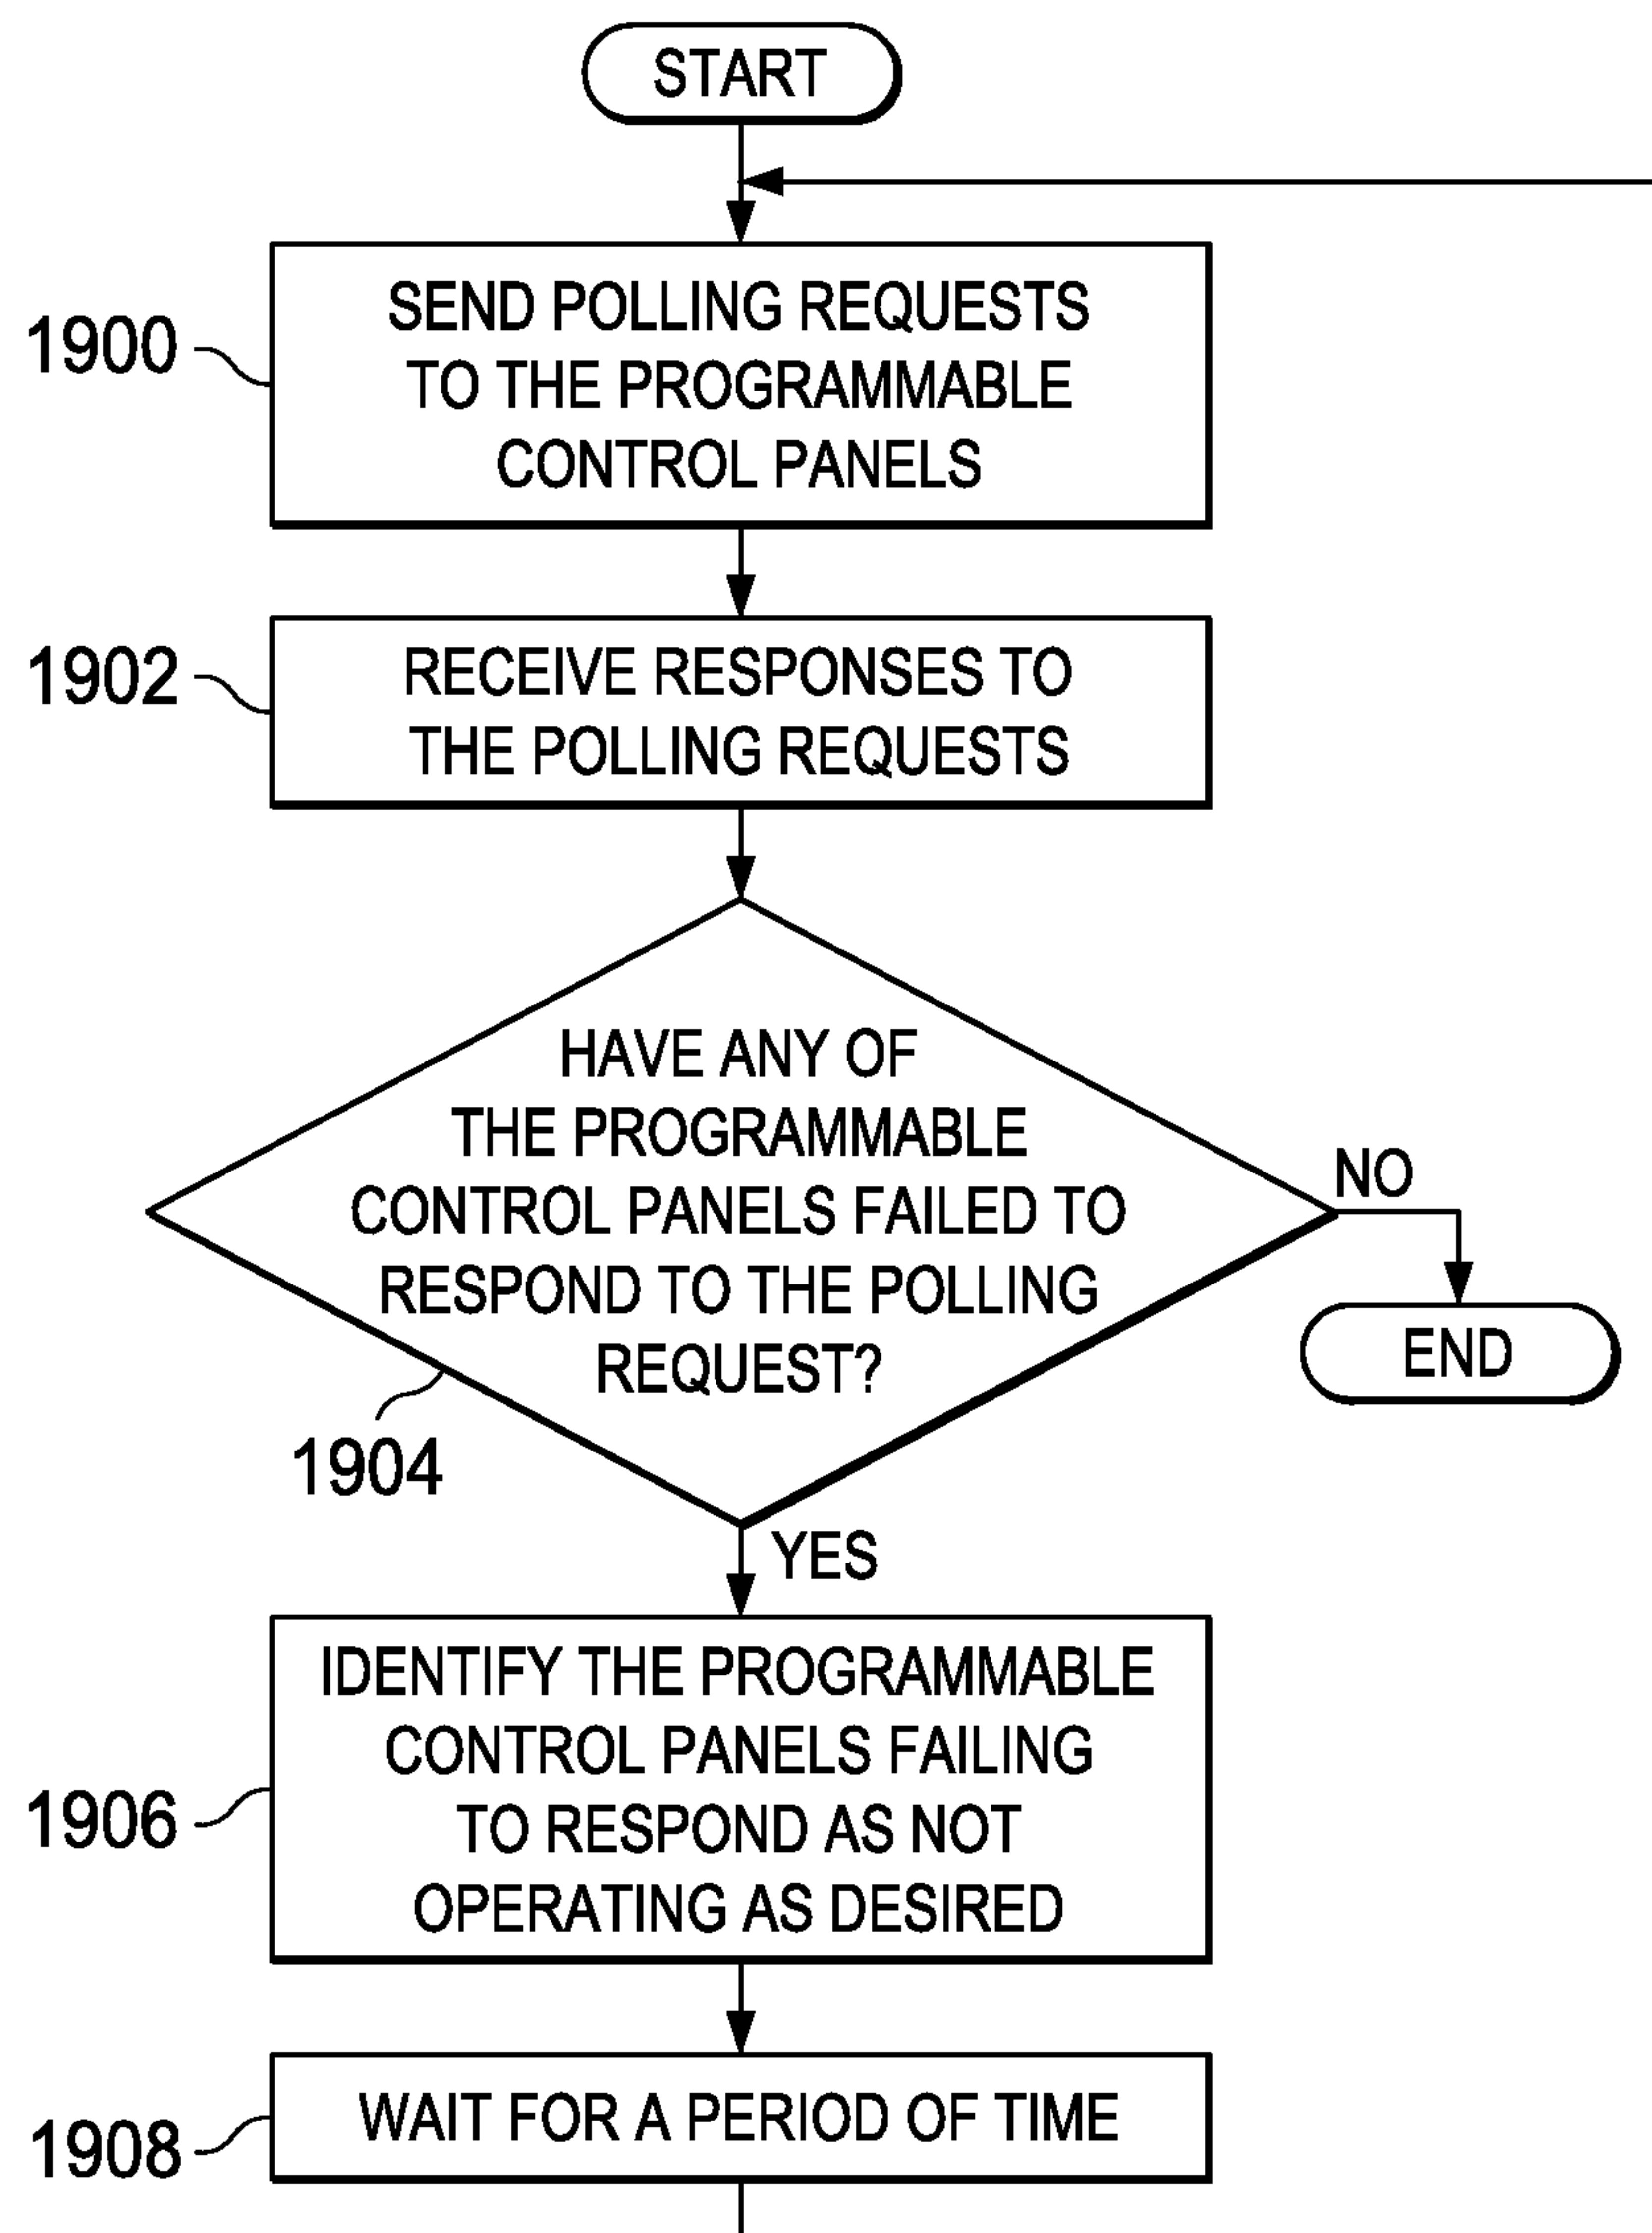 START
1900
SEND POLLING REQUESTS
TO THE PROGRAMMABLE
CONTROL PANELS
1902
RECEIVE RESPONSES TO
THE POLLING REQUESTS
HAVE ANY OF
THE PROGRAMMABLE
CONTROL PANELS FAILED TO
RESPOND TO THE POLLING
REQUEST?
NO
END
1904
YES
1906
IDENTIFY THE PROGRAMMABLE
CONTROL PANELS FAILING
TO RESPOND AS NOT
OPERATING AS DESIRED
1908
WAIT FOR A PERIOD OF TIME